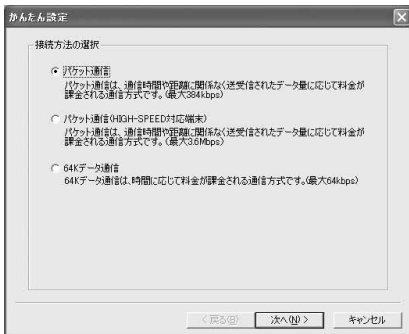 かんたん設定
接続方法の選択
パケット通信
パケット通信は、通信時間や距離に関係なく送受信されたデータ量に応じて料金が
課金される通信方式です。(最大384kbps)
パケット通信(HIGH-SPEED対応端末)
パケット通信は、通信時間や距離に関係なく送受信されたデータ量に応じて料金が
課金される通信方式です。(最大3.6Mbps)
64Kデータ通信
64Kデータ通信は、時間に応じて料金が課金される通信方式です。(最大64kbps)
< 戻る(B) 次へ(N) > キャンセル